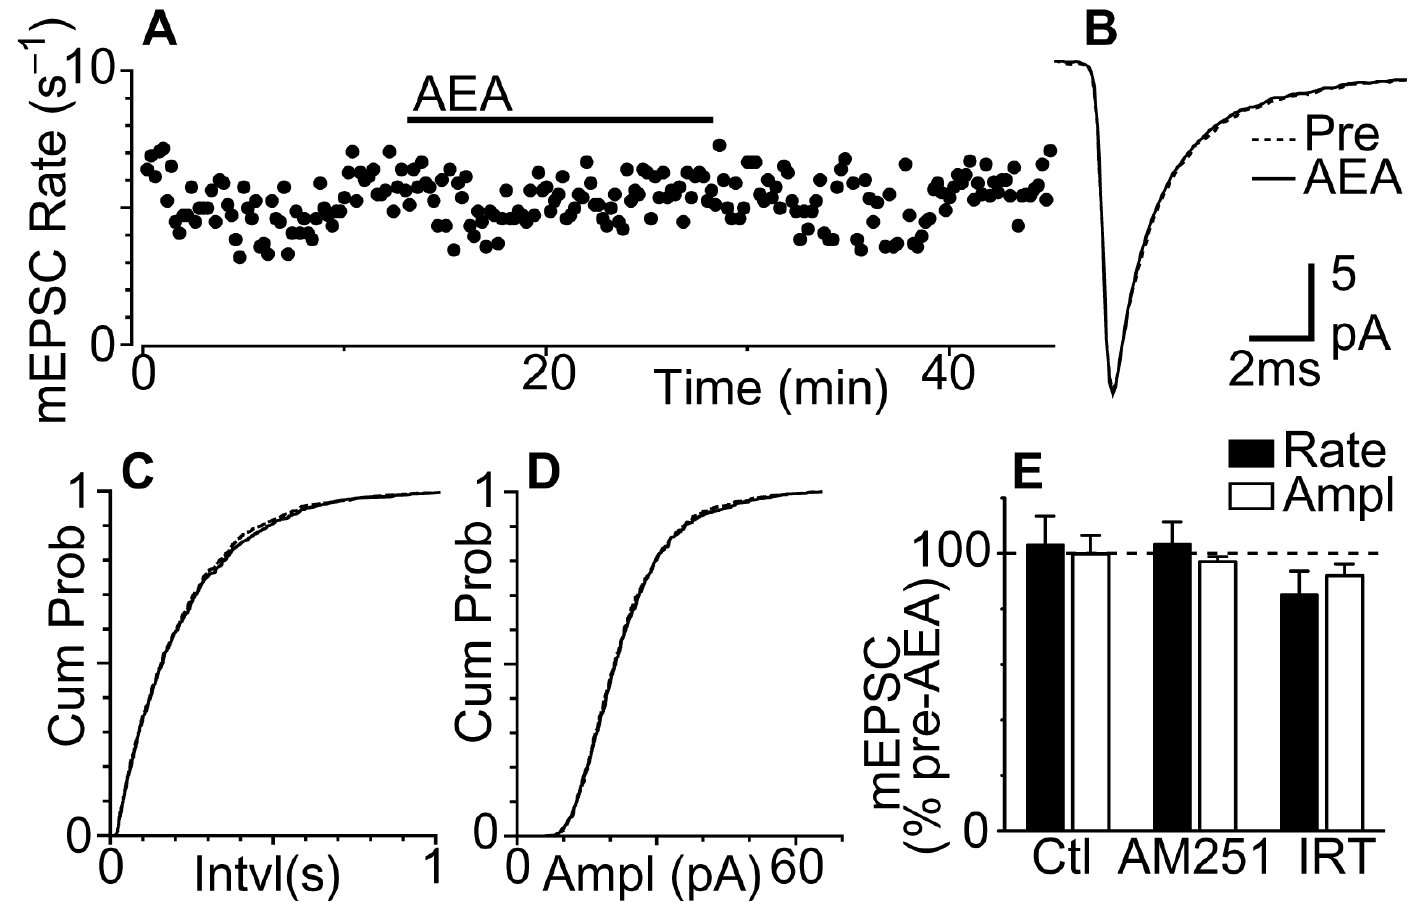 A
mEPSC Rate (s⁻¹)
10
0
AEA
0
20
40
Time (min)
B
Pre
AEA
5
pA
2ms
C
Cum Prob
1
0
0
1
Intvl(s)
D
Cum Prob
1
0
0
60
Ampl (pA)
E
Rate
Ampl
mEPSC
(% pre-AEA)
100
0
Ctl
AM251
IRT